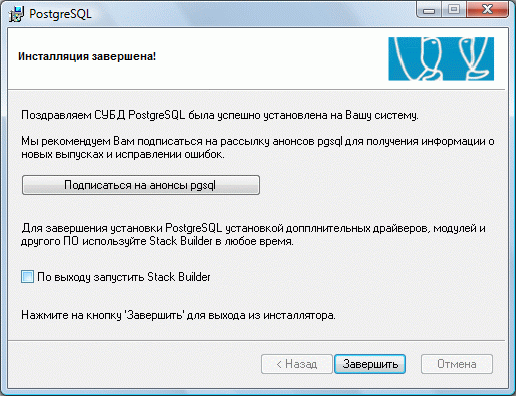 PostgreSQL
Инсталляция завершена!
Поздравляем СУБД PostgreSQL была успешно установлена на Вашу систему.
Мы рекомендуем Вам подписаться на рассылку анонсов pgsql для получения информации о
новых выпусках и исправлении ошибок.
Подписаться на анонсы pgsql
Для завершения установки PostgreSQL установкой допплнительных драйверов, модулей и
другого ПО используйте Stack Builder в любое время.
По выходу запустить Stack Builder
Нажмите на кнопку 'Завершить' для выхода из инсталлятора.
< Назад
Завершить
Отмена